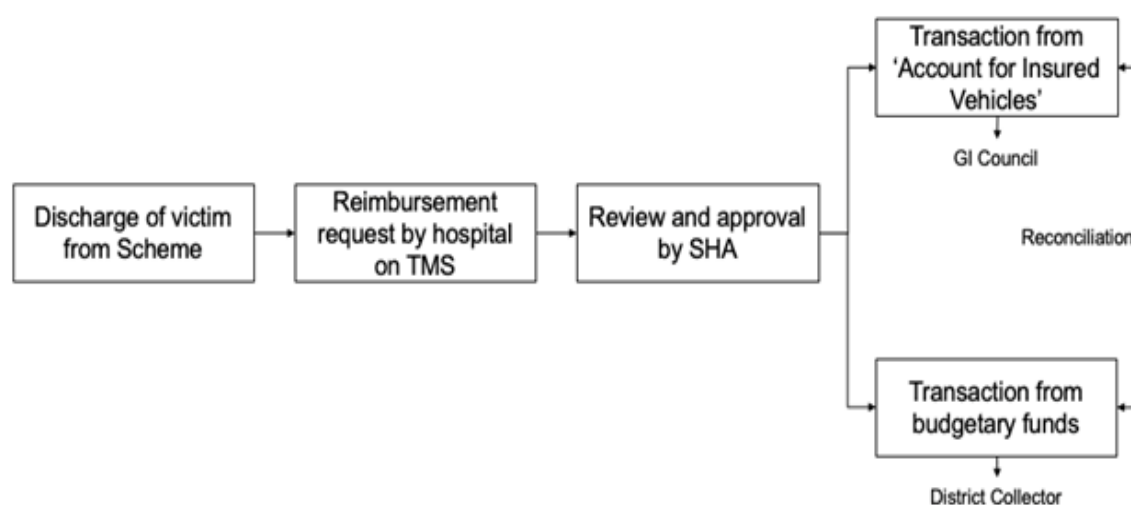 Discharge of victim
from Scheme
Reimbursement
request by hospital
on TMS
Review and approval
by SHA
Transaction from
‘Account for Insured
Vehicles’
GI Council
Reconciliation
Transaction from
budgetary funds
District Collector